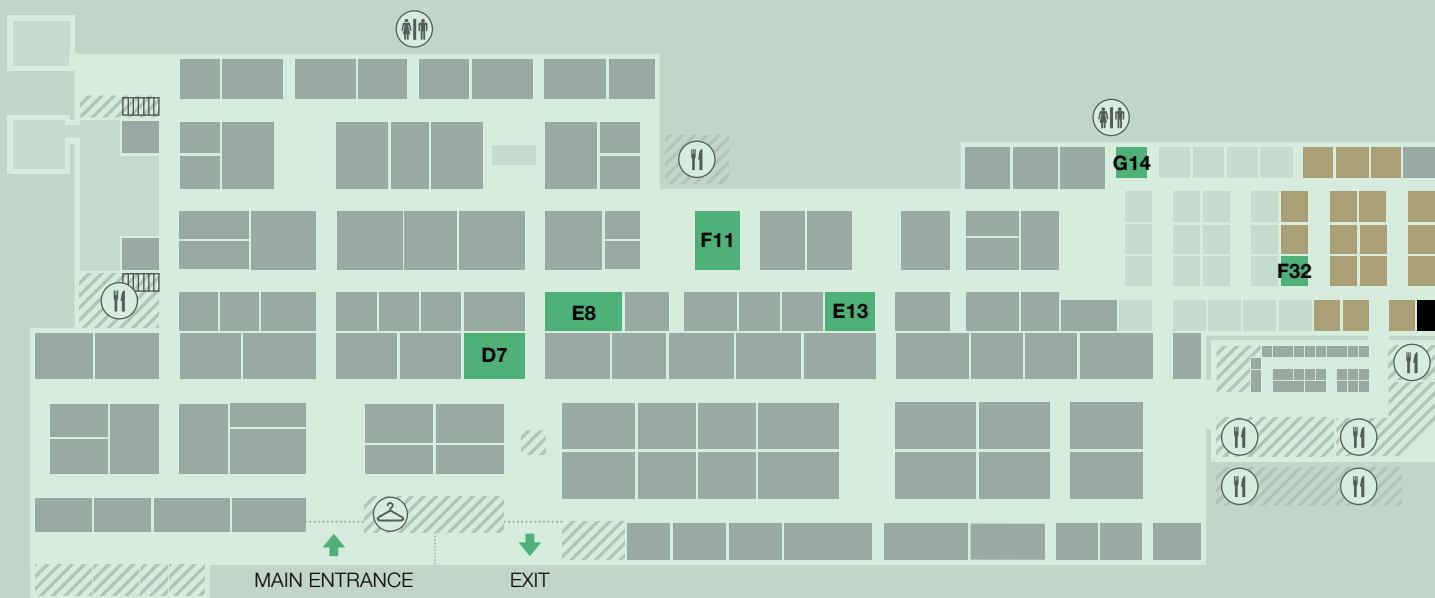 G14
F11
F32
E8
E13
D7
MAIN ENTRANCE
EXIT